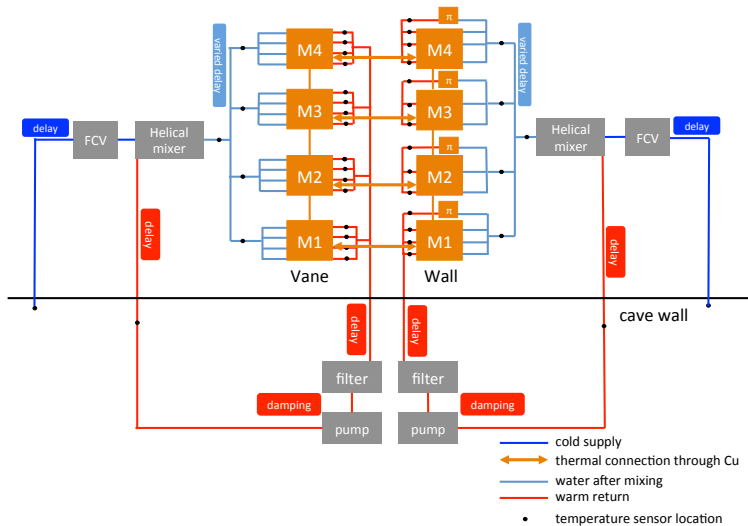 π
M4
M4
varied delay
varied delay
π
M3
M3
delay
FCV
Helical
mixer
Helical
mixer
FCV
delay
M2
M2
π
M1
M1
delay
delay
Vane
Wall
cave wall
delay
delay
filter
filter
damping
damping
pump
pump
cold supply
thermal connection through Cu
water after mixing
warm return
temperature sensor location